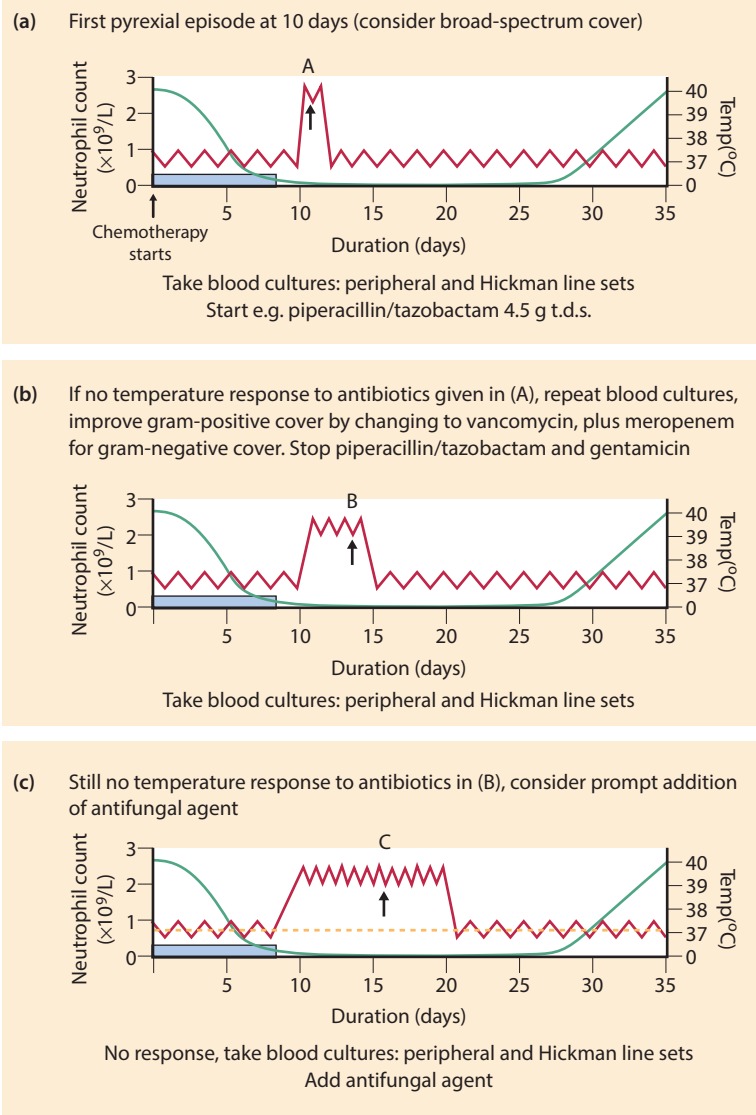 (a) First pyrexial episode at 10 days (consider broad-spectrum cover)
A
3
2
1
0
Neutrophil count
(×10⁹/L)
40
39
38
37
0
Temp(°C)
5 10 15 20 25 30 35
Chemotherapy
starts
Duration (days)
Take blood cultures: peripheral and Hickman line sets
Start e.g. piperacillin/tazobactam 4.5 g t.d.s.
(b) If no temperature response to antibiotics given in (A), repeat blood cultures,
improve gram-positive cover by changing to vancomycin, plus meropenem
for gram-negative cover. Stop piperacillin/tazobactam and gentamicin
B
3
2
1
0
Neutrophil count
(×10⁹/L)
40
39
38
37
0
Temp(°C)
5 10 15 20 25 30 35
Duration (days)
Take blood cultures: peripheral and Hickman line sets
(c) Still no temperature response to antibiotics in (B), consider prompt addition
of antifungal agent
C
3
2
1
0
Neutrophil count
(×10⁹/L)
40
39
38
37
0
Temp(°C)
5 10 15 20 25 30 35
Duration (days)
No response, take blood cultures: peripheral and Hickman line sets
Add antifungal agent